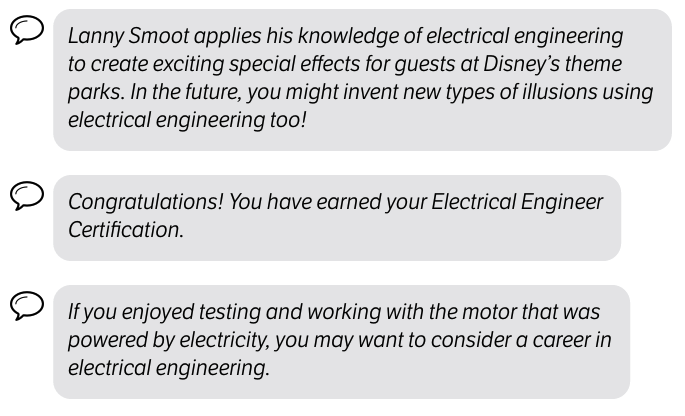 Lanny Smoot applies his knowledge of electrical engineering
to create exciting special effects for guests at Disney's theme
parks. In the future, you might invent new types of illusions using
electrical engineering too!
Congratulations! You have earned your Electrical Engineer
Certification.
If you enjoyed testing and working with the motor that was
powered by electricity, you may want to consider a career in
electrical engineering.